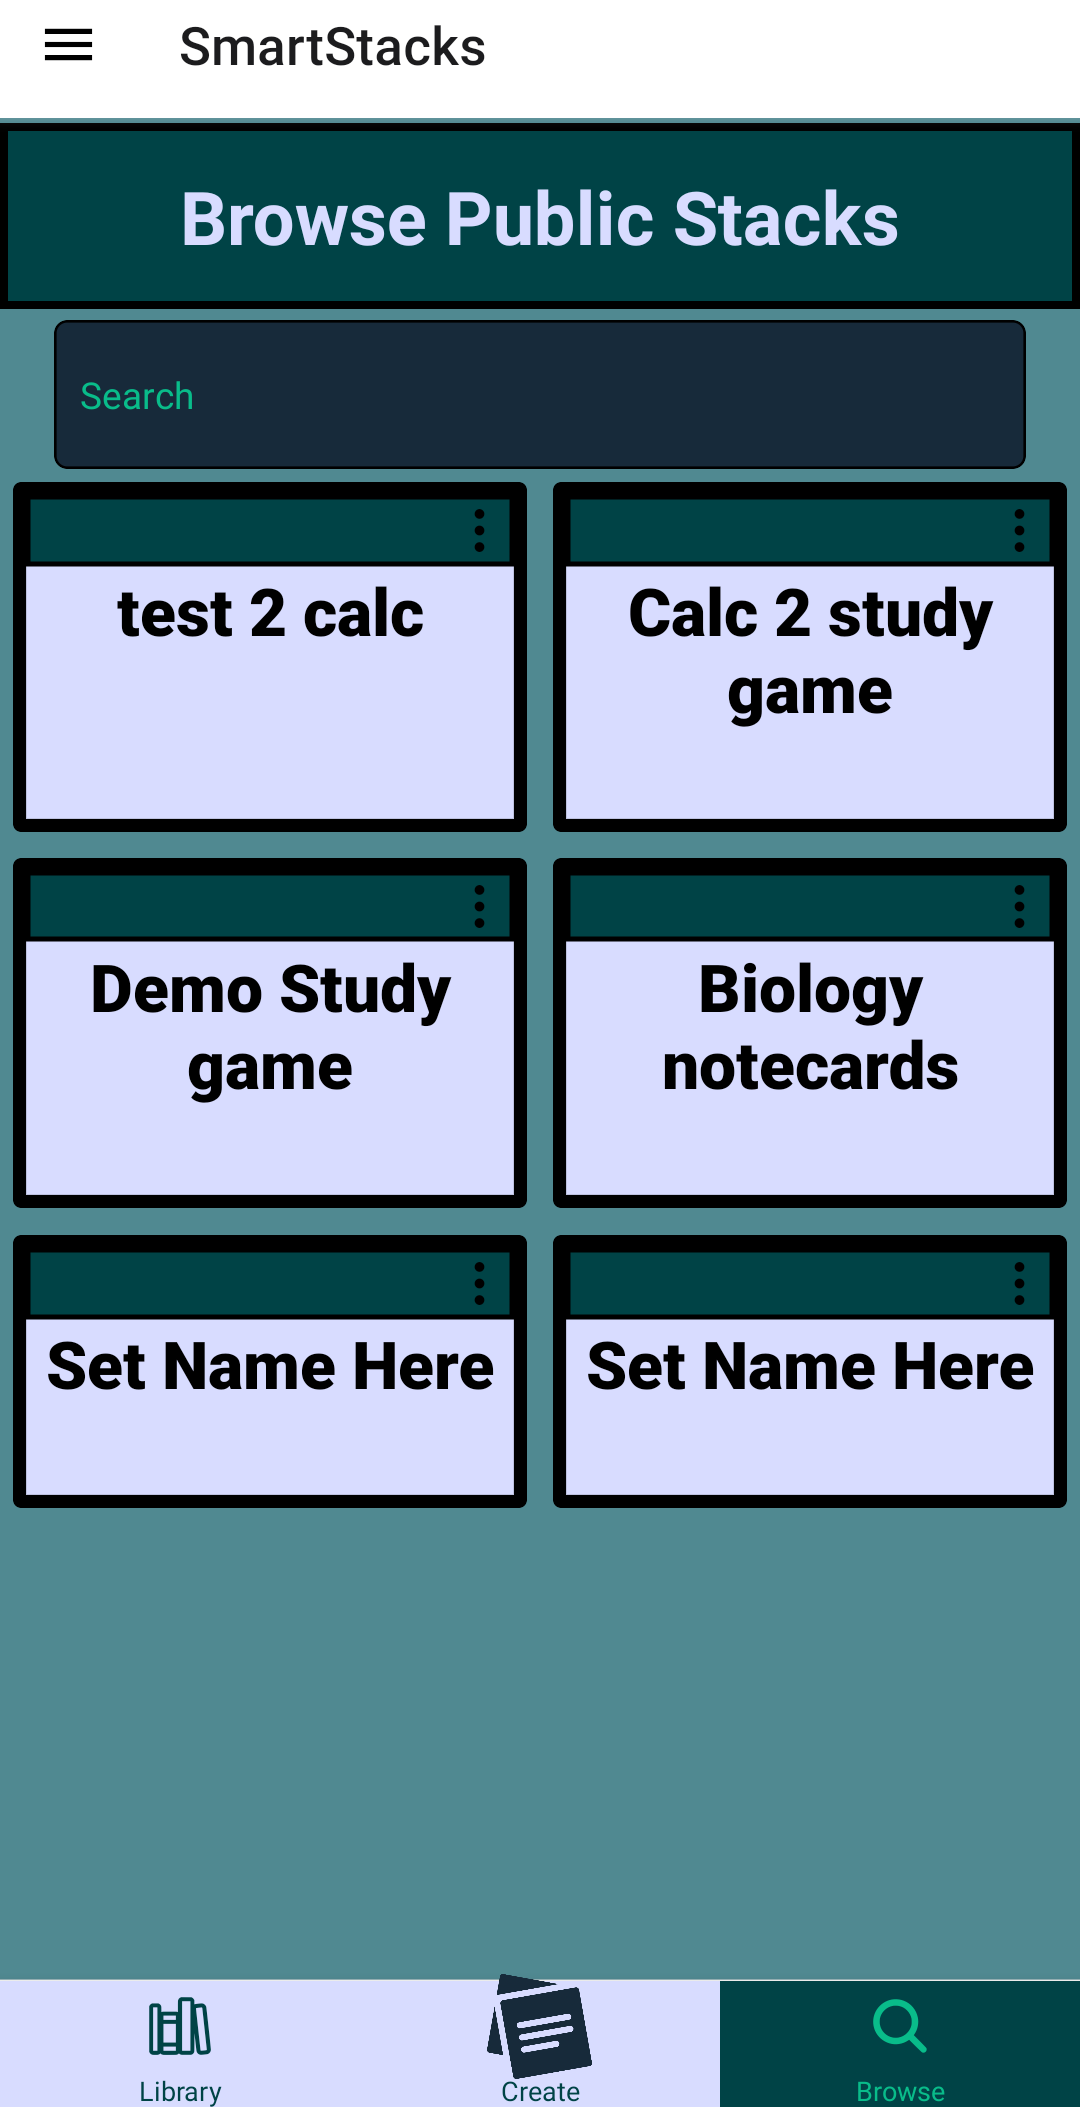 SmartStacks
Browse Public Stacks
Search
test 2 calc
Calc 2 study
game
Demo Study
game
Biology
notecards
Set Name Here
Set Name Here
Library
Create
Browse